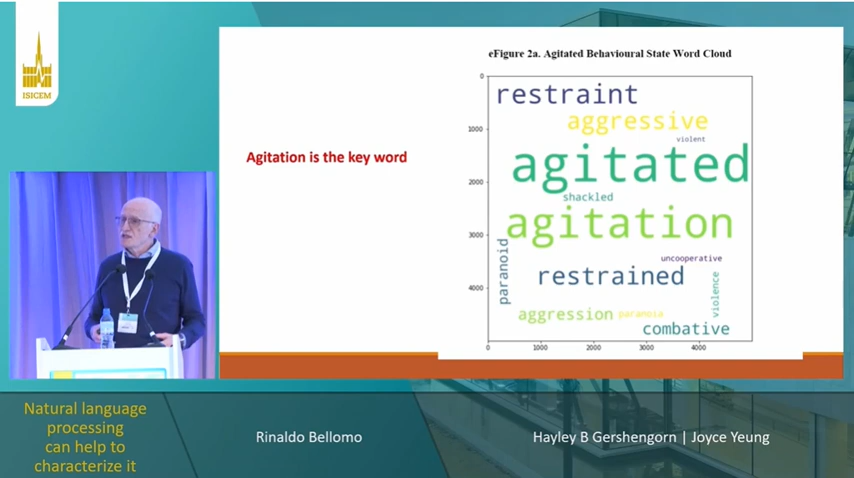 ISICEM
eFigure 2a. Agitated Behavioural State Word Cloud
Agitation is the key word
0
1000
2000
3000
4000
restraint
aggressive
violent
agitated
shackled
agitation
paranoid
uncooperative
restrained
violence
aggression
paranoia
combative
0
1000
2000
3000
4000
Natural language
processing
can help to
characterize it
Rinaldo Bellomo
Hayley B Gershengorn | Joyce Yeung